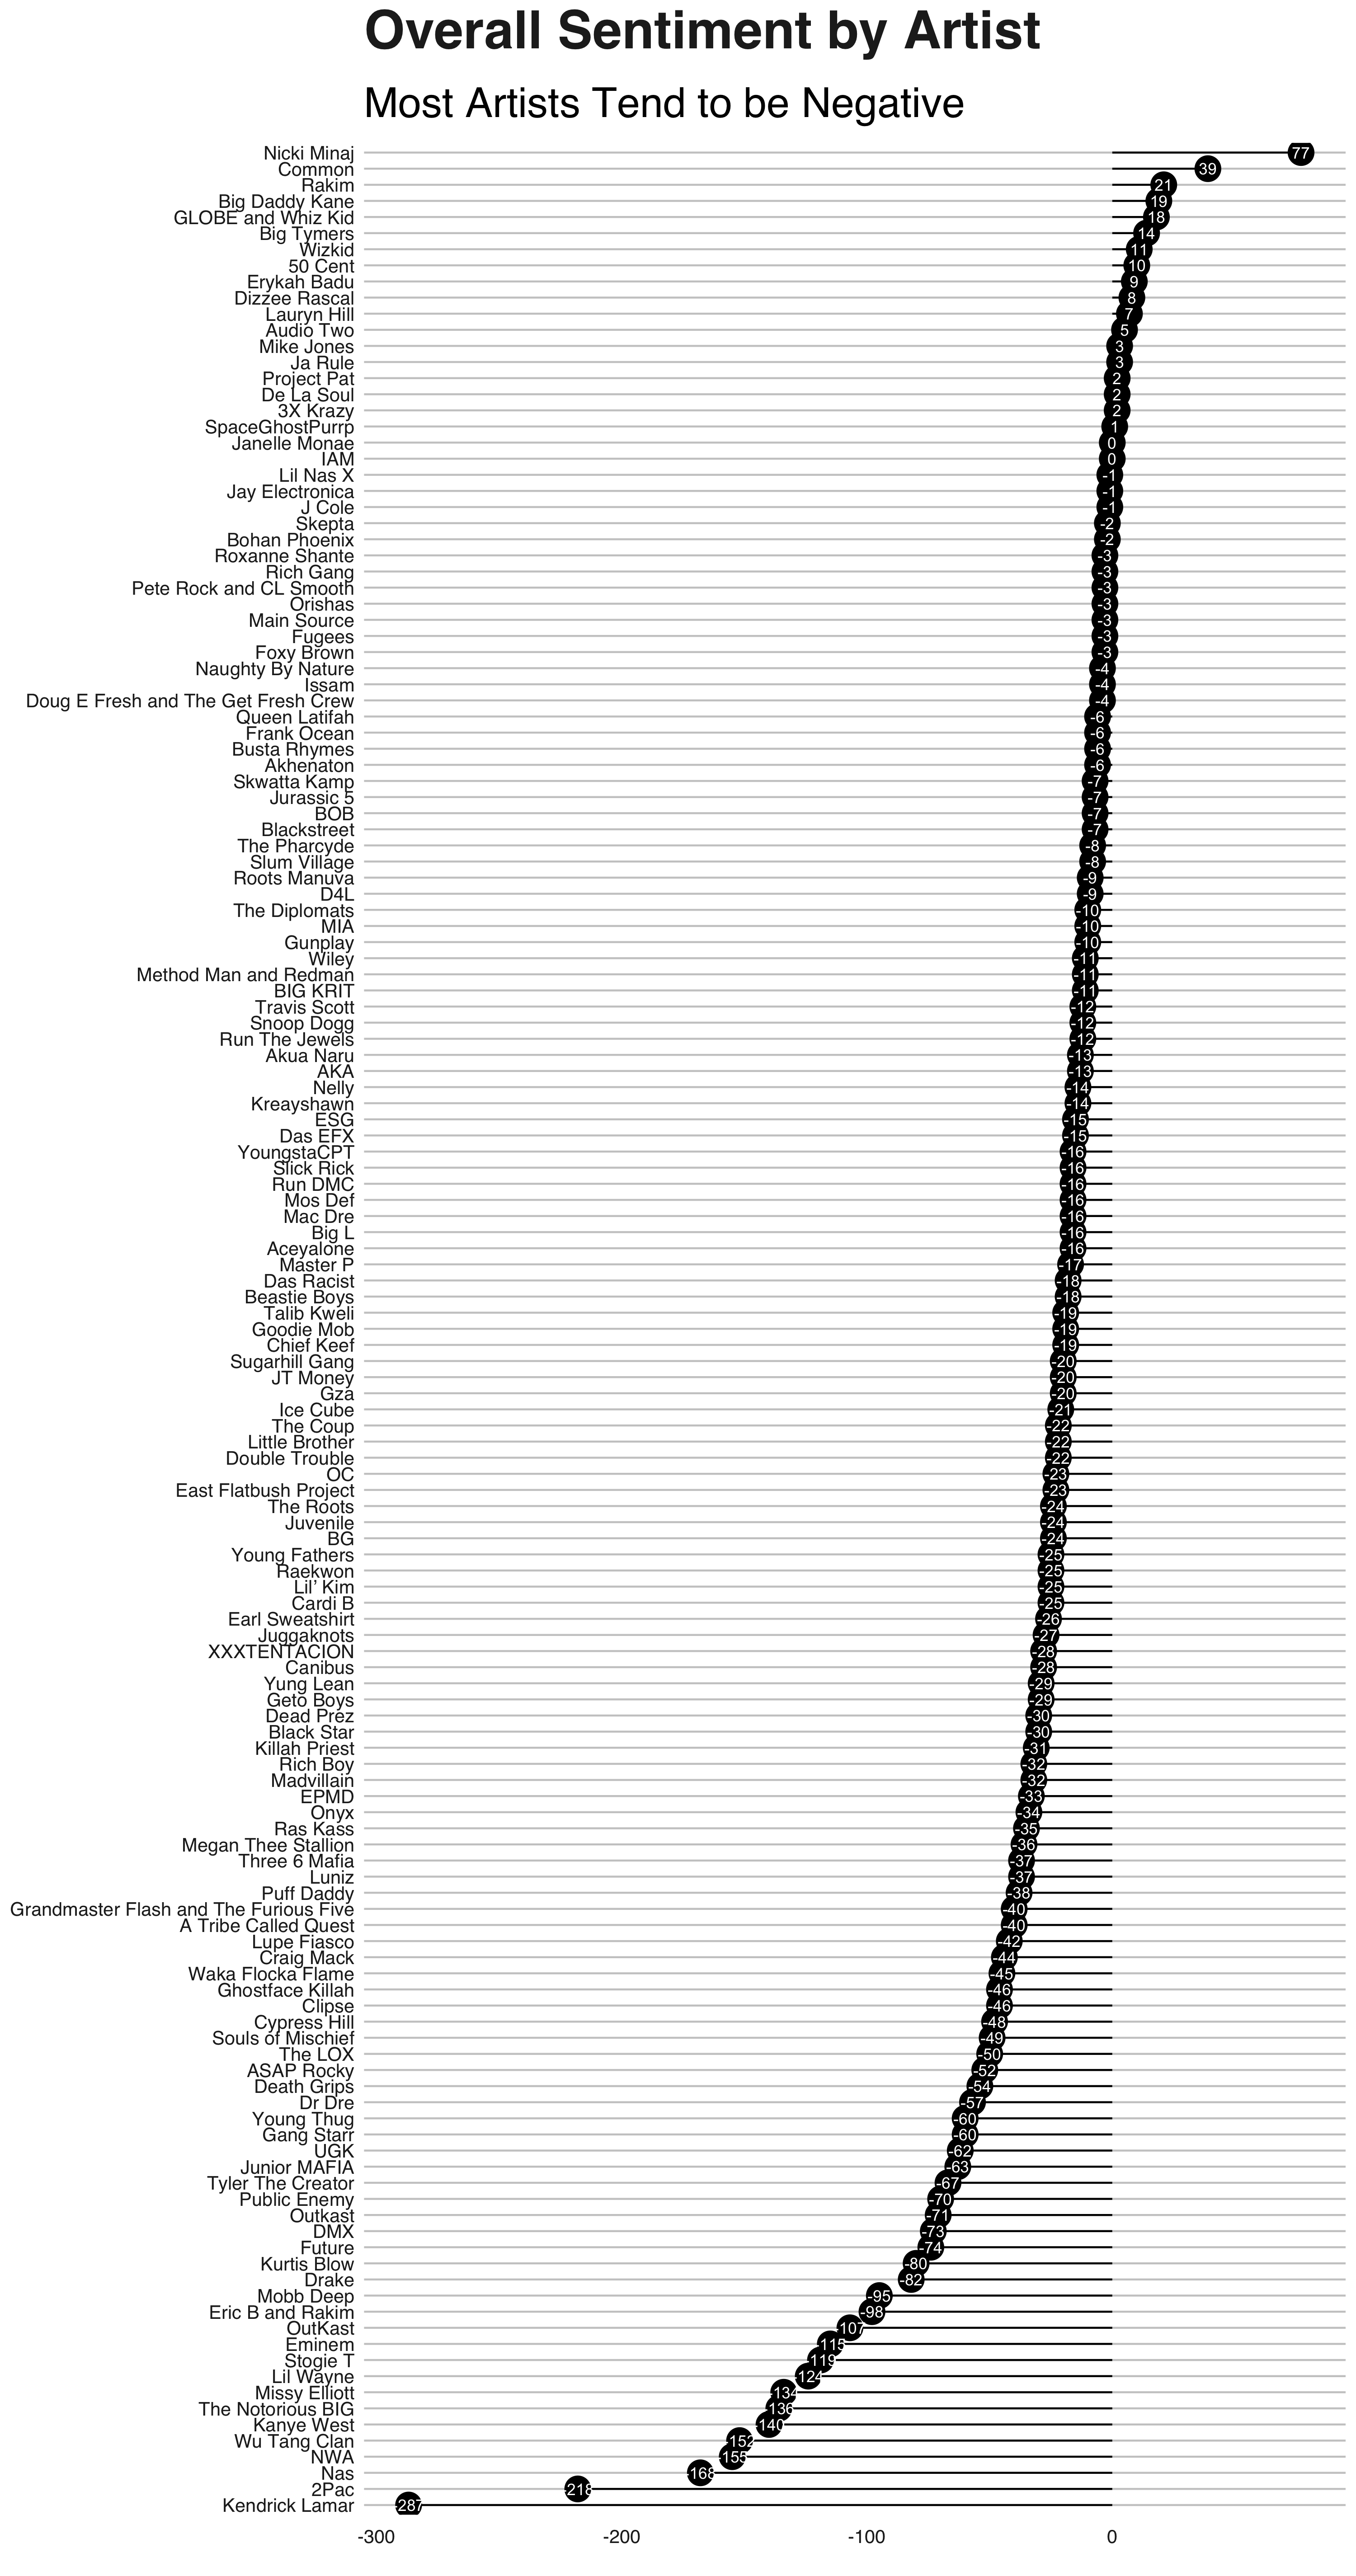 Overall Sentiment by Artist
Most Artists Tend to be Negative
Nicki Minaj 77
Common 39
Rakim 21
Big Daddy Kane 19
GLOBE and Whiz Kid 18
Big Tymers 14
Wizkid 11
50 Cent 10
Erykah Badu 9
Dizzee Rascal 8
Lauryn Hill 7
Audio Two 5
Mike Jones 3
Ja Rule 3
Project Pat 2
De La Soul 2
3X Krazy 2
SpaceGhostPurrp 1
Janelle Monae 0
IAM 0
Lil Nas X -1
Jay Electronica -1
J Cole -1
Skepta -2
Bohan Phoenix -2
Roxanne Shante -3
Rich Gang -3
Pete Rock and CL Smooth -3
Orishas -3
Main Source -3
Fugees -3
Foxy Brown -3
Naughty By Nature -4
Issam -4
Doug E Fresh and The Get Fresh Crew -4
Queen Latifah -6
Frank Ocean -6
Busta Rhymes -6
Akhenaton -6
Skwatta Kamp -7
Jurassic 5 -7
BOB -7
Blackstreet -7
The Pharcyde -8
Slum Village -8
Roots Manuva -9
D4L -9
The Diplomats -10
MIA -10
Gunplay -10
Wiley -11
Method Man and Redman -11
BIG KRIT -11
Travis Scott -12
Snoop Dogg -12
Run The Jewels -12
Akua Naru -13
AKA -13
Nelly -14
Kreayshawn -14
ESG -15
Das EFX -15
YoungstaCPT -16
Slick Rick -16
Run DMC -16
Mos Def -16
Mac Dre -16
Big L -16
Aceyalone -16
Master P -17
Das Racist -18
Beastie Boys -18
Talib Kweli -19
Goodie Mob -19
Chief Keef -19
Sugarhill Gang -20
JT Money -20
Gza -20
Ice Cube -21
The Coup -22
Little Brother -22
Double Trouble -22
OC -23
East Flatbush Project -23
The Roots -24
Juvenile -24
BG -24
Young Fathers -25
Raekwon -25
Lil’ Kim -25
Cardi B -25
Earl Sweatshirt -26
Juggaknots -27
XXXTENTACION -28
Canibus -28
Yung Lean -29
Geto Boys -29
Dead Prez -30
Black Star -30
Killah Priest -31
Rich Boy -32
Madvillain -32
EPMD -33
Onyx -34
Ras Kass -35
Megan Thee Stallion -36
Three 6 Mafia -37
Luniz -37
Puff Daddy -38
Grandmaster Flash and The Furious Five -40
A Tribe Called Quest -40
Lupe Fiasco -42
Craig Mack -44
Waka Flocka Flame -45
Ghostface Killah -46
Clipse -46
Cypress Hill -48
Souls of Mischief -49
The LOX -50
ASAP Rocky -52
Death Grips -54
Dr Dre -57
Young Thug -60
Gang Starr -60
UGK -62
Junior MAFIA -63
Tyler The Creator -67
Public Enemy -70
Outkast -71
DMX -73
Future -74
Kurtis Blow -80
Drake -82
Mobb Deep -95
Eric B and Rakim -98
OutKast -107
Eminem -115
Stogie T -119
Lil Wayne -124
Missy Elliott -134
The Notorious BIG -136
Kanye West -140
Wu Tang Clan -152
NWA -155
Nas -168
2Pac -218
Kendrick Lamar -287
-300 -200 -100 0